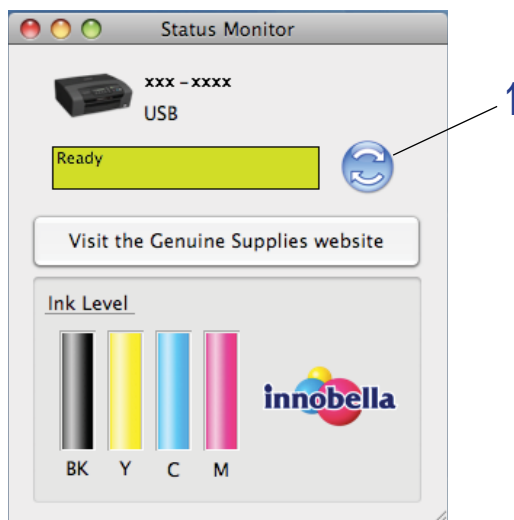 Status Monitor
xxx – xxxx
USB
1
Ready
Visit the Genuine Supplies website
Ink Level
innobella
BK Y C M